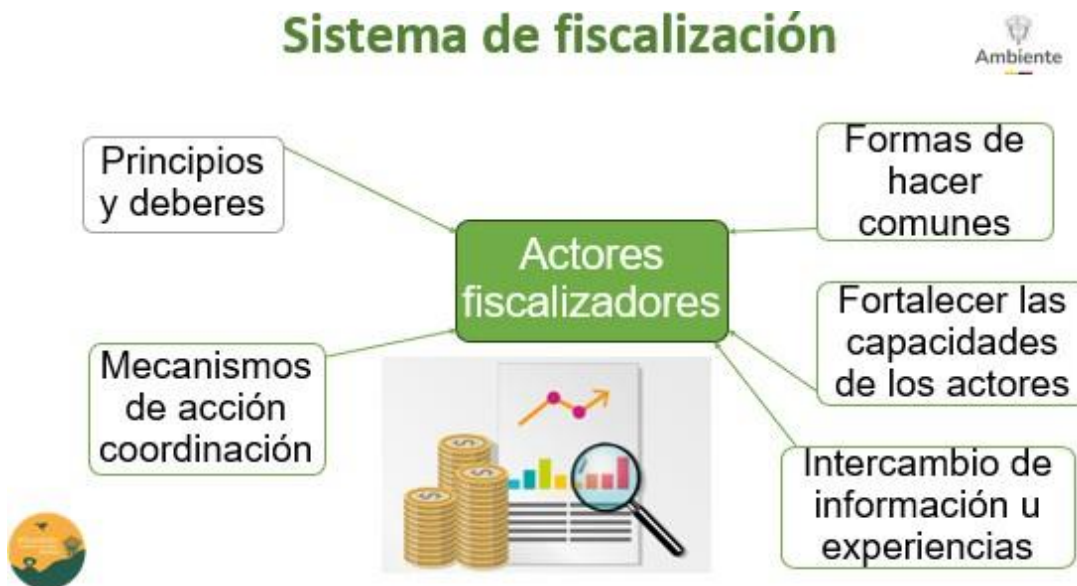 Sistema de fiscalización
Ambiente
Principios
y deberes
Formas de
hacer
comunes
Actores
fiscalizadores
Fortalecer las
capacidades
de los actores
Mecanismos
de acción
coordinación
Intercambio de
información u
experiencias